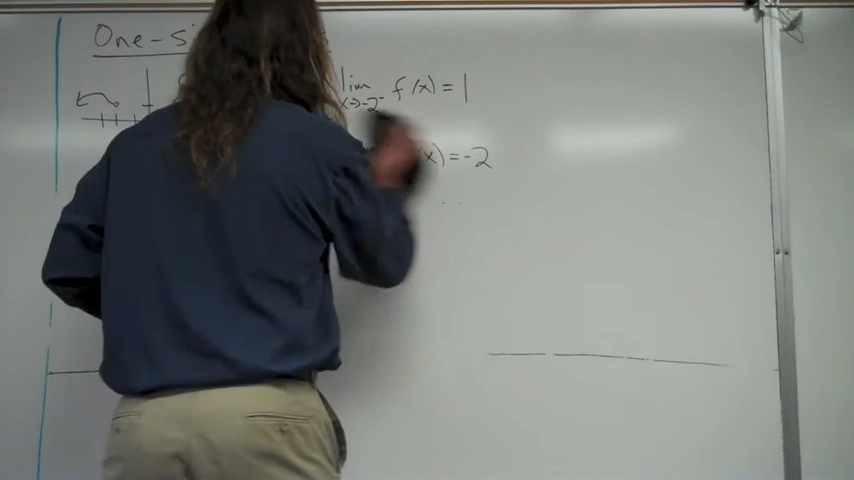 One-si
lim f(x) = 1
x→-2⁻
(x) = -2